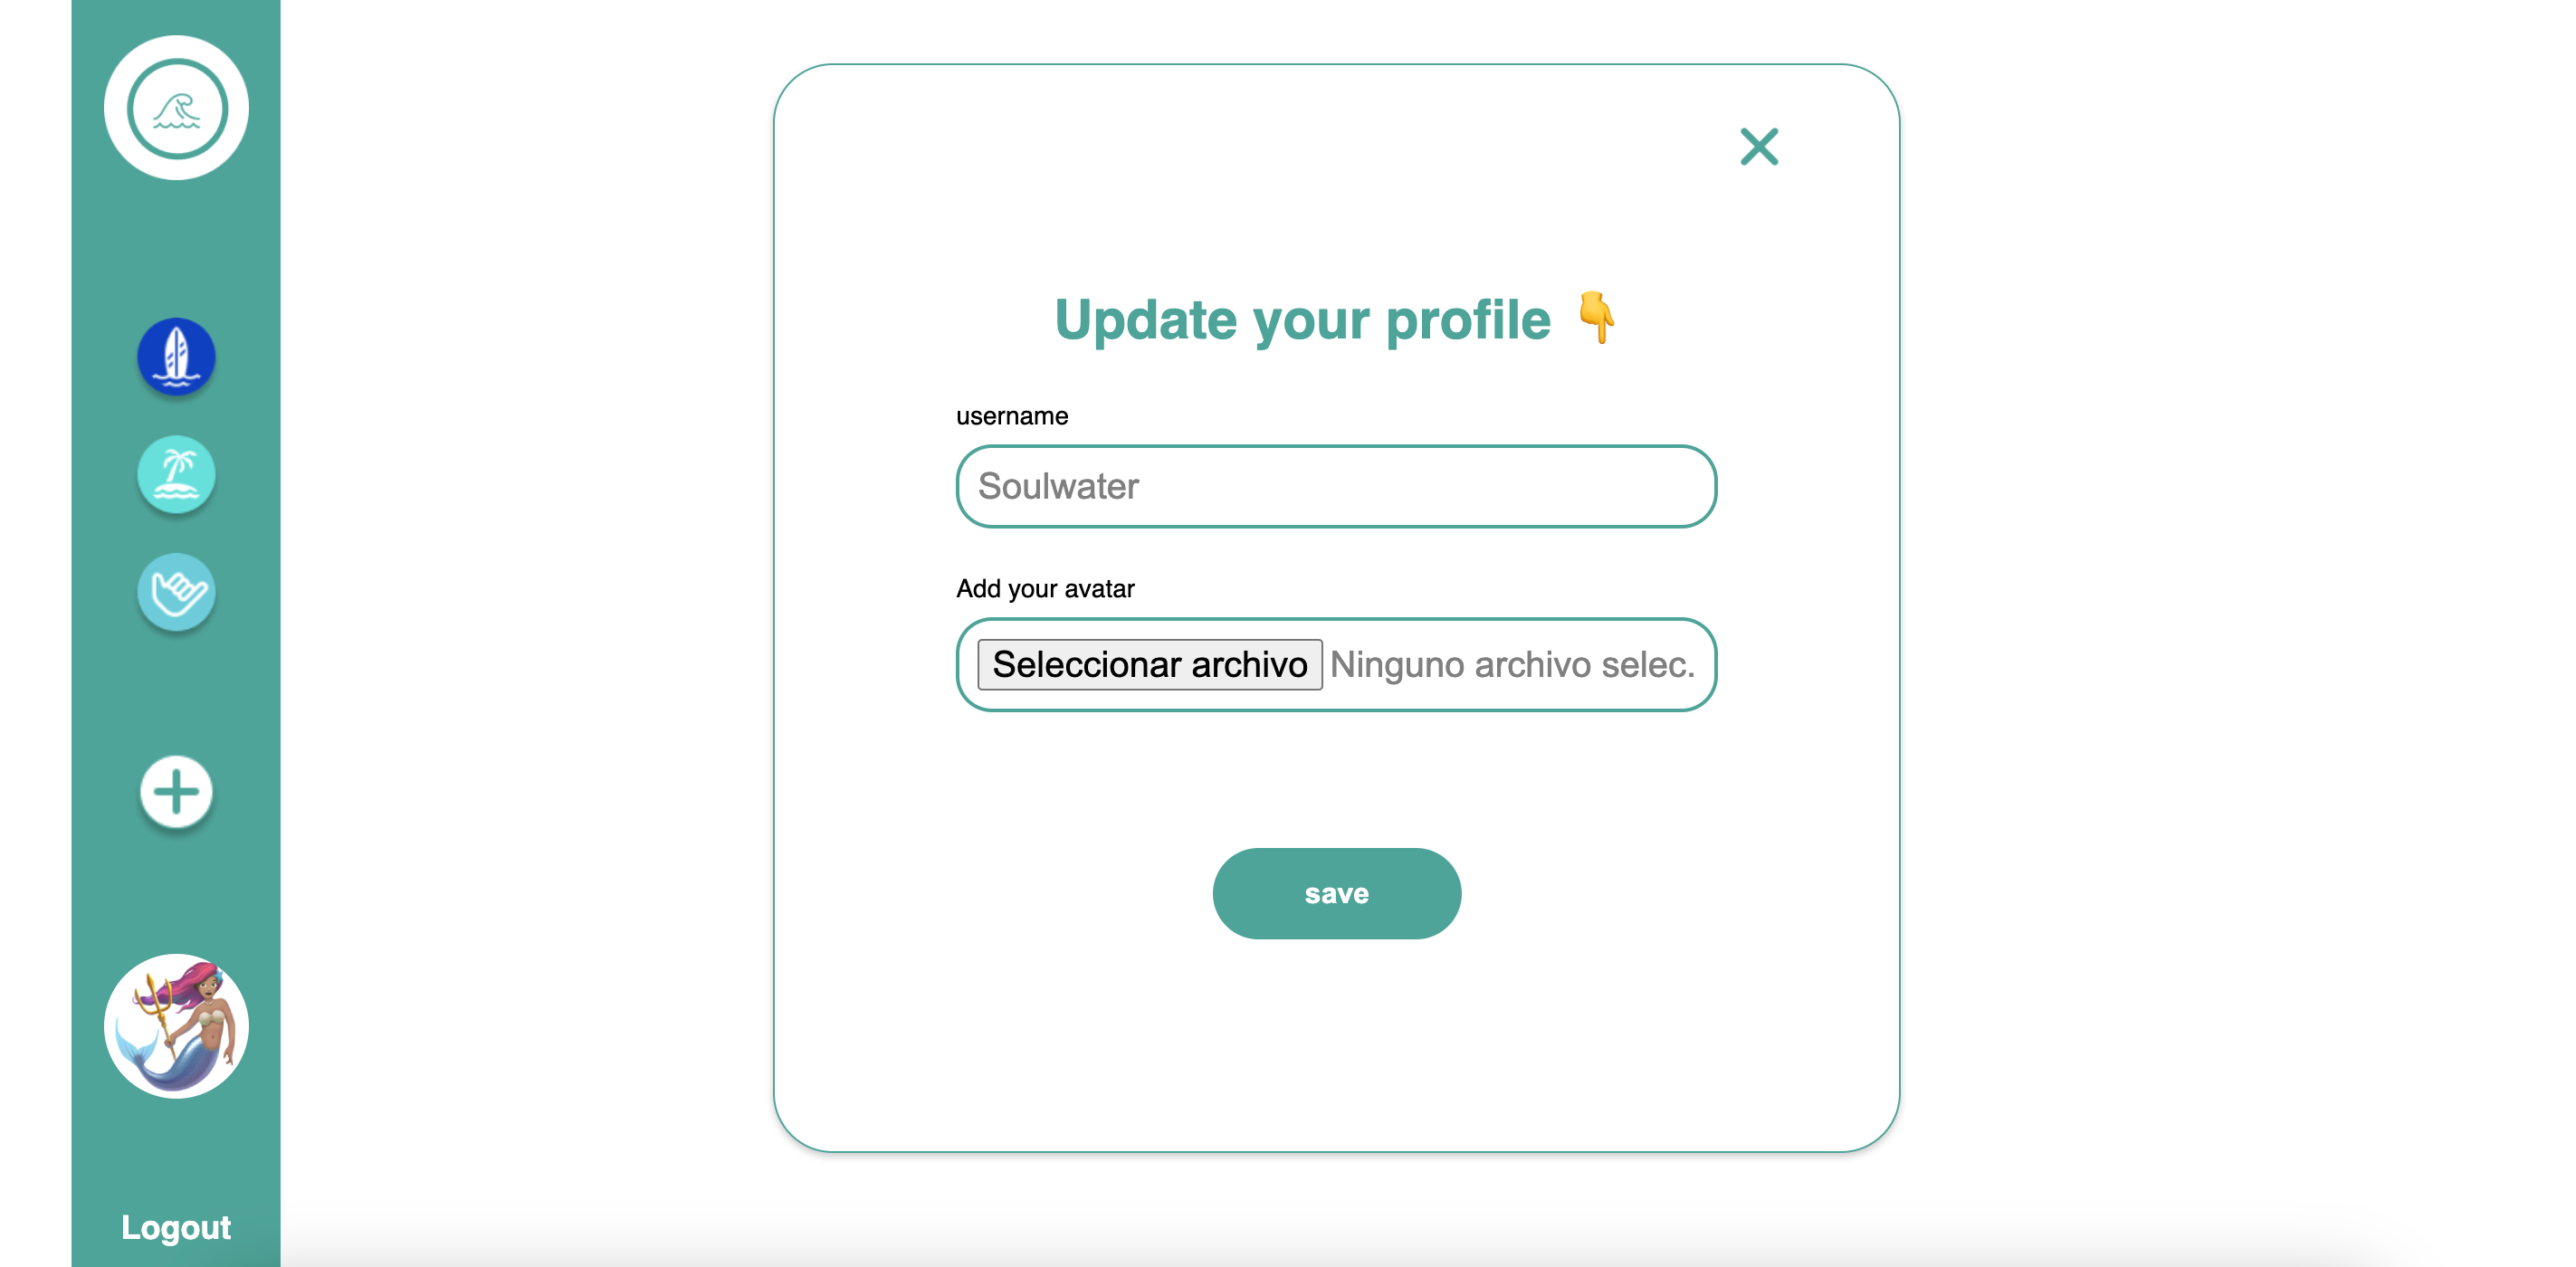 Update your profile 👇
username
Soulwater
Add your avatar
Seleccionar archivo Ninguno archivo selec.
save
Logout